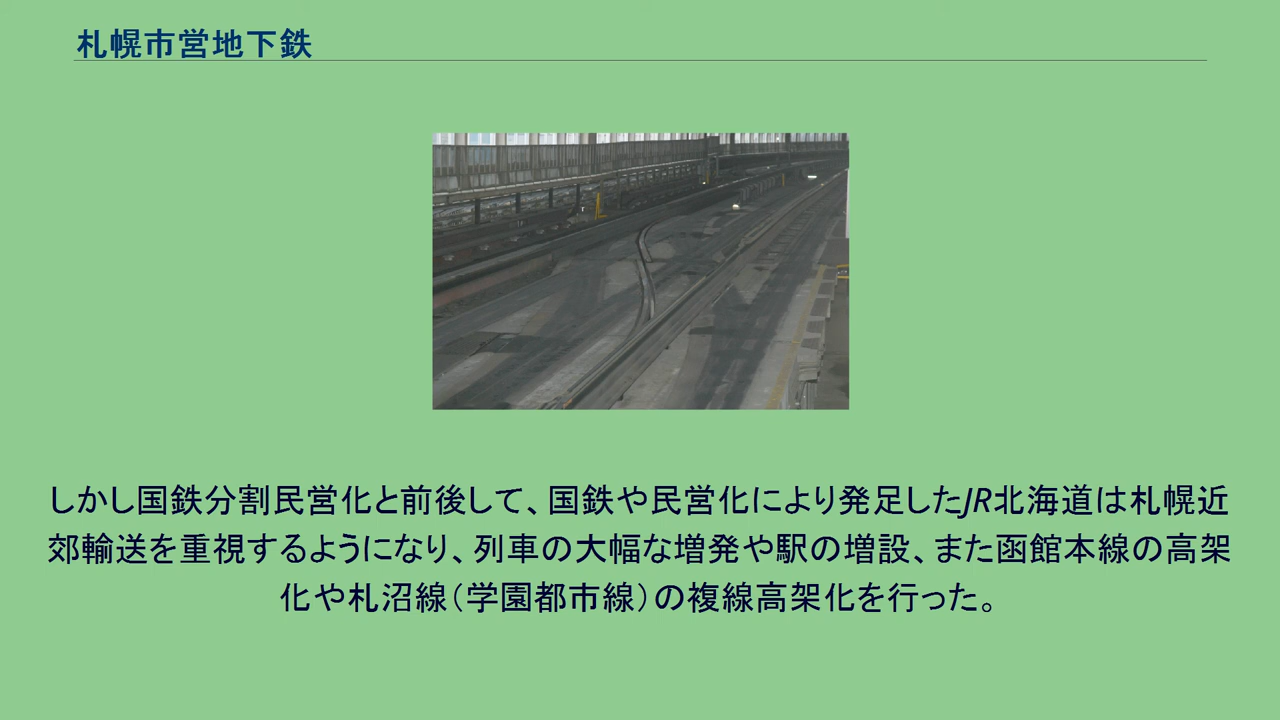 札幌市営地下鉄
しかし国鉄分割民営化と前後して、国鉄や民営化により発足したJR北海道は札幌近
郊輸送を重視するようになり、列車の大幅な増発や駅の増設、また函館本線の高架
化や札沼線（学園都市線）の複線高架化を行った。